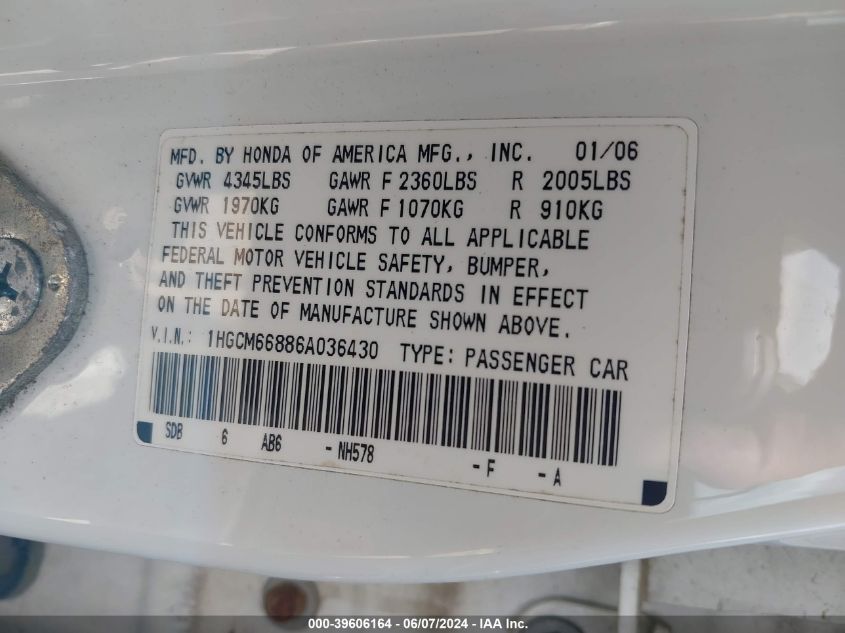 MFD. BY HONDA OF AMERICA MFG., INC. 01/06
GVWR 4345LBS GAWR F 2360LBS R 2005LBS
GVWR 1970KG GAWR F 1070KG R 910KG
THIS VEHICLE CONFORMS TO ALL APPLICABLE
FEDERAL MOTOR VEHICLE SAFETY, BUMPER,
AND THEFT PREVENTION STANDARDS IN EFFECT
ON THE DATE OF MANUFACTURE SHOWN ABOVE.
V.I.N.: 1HGCM66886A036430 TYPE: PASSENGER CAR
SDB 6 AB6 -NH578 -F -A
000-39606164 - 06/07/2024 - IAA Inc.